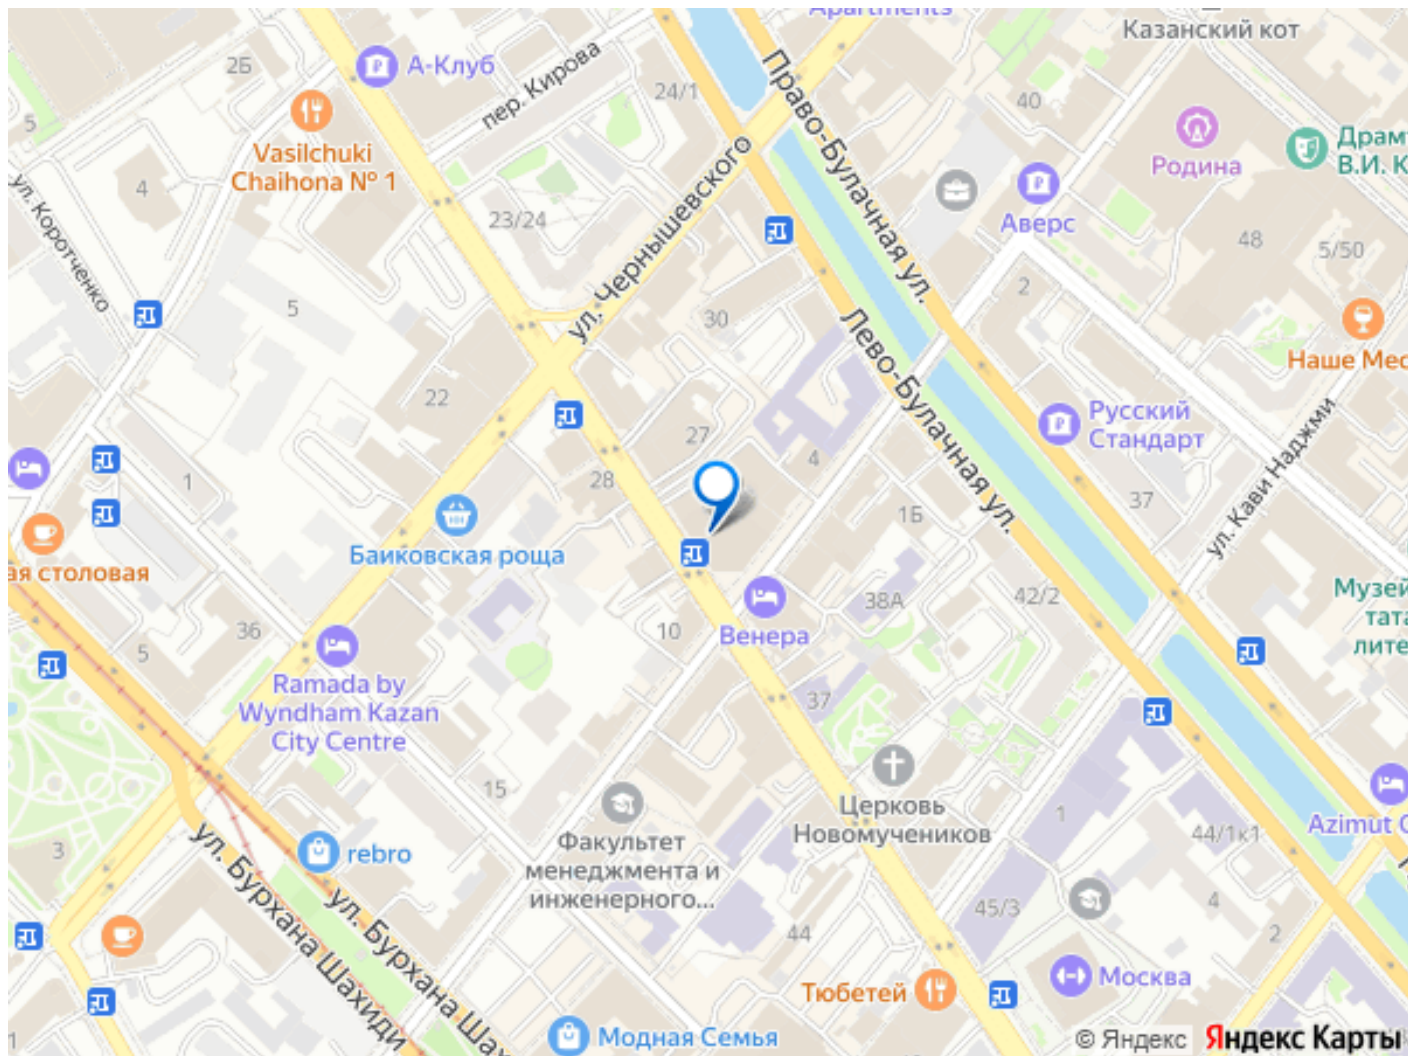 Apartments
Казанский кот
2Б
А-Клуб
пер. Кирова
24/1
Право-Булачная ул.
40
Родина
Драм
В.И. К
5
Vasilchuki
Chaihona № 1
4
ул. Коротченко
23/24
ул. Чернышевского
Аверс
48
5/50
2
5
30
Лево-Булачная ул.
Наше Мес
22
27
4
Русский
Стандарт
ул. Кави Наджми
1
28
37
1Б
Баиковская роща
ая столовая
Музей
тата
лите
38А
42/2
36
5
10
Венера
Ramada by
Wyndham Kazan
City Centre
37
15
Церковь
Новомучеников
1
44/1к1
Azimut
3
ул. Бурхана Шахиди
rebro
Факультет
менеджмента и
инженерного...
ул. Бурхана Шах
45/3
4
44
2
Тюбетей
Москва
1
Модная Семья
© Яндекс Яндекс Карты